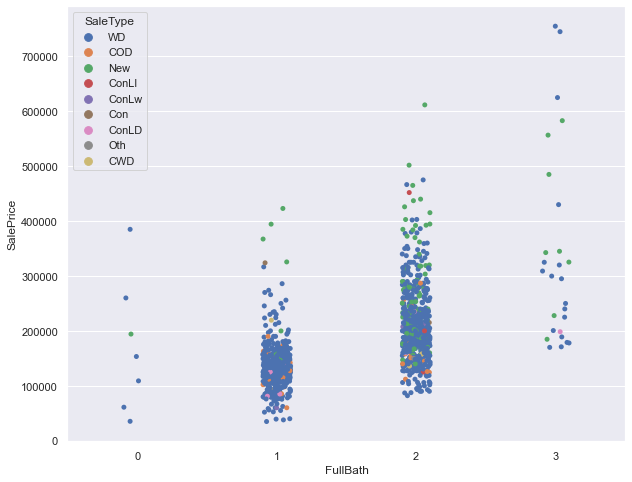 SaleType
WD
COD
New
ConLI
ConLw
Con
ConLD
Oth
CWD
SalePrice
700000
600000
500000
400000
300000
200000
100000
0
0 1 2 3
FullBath